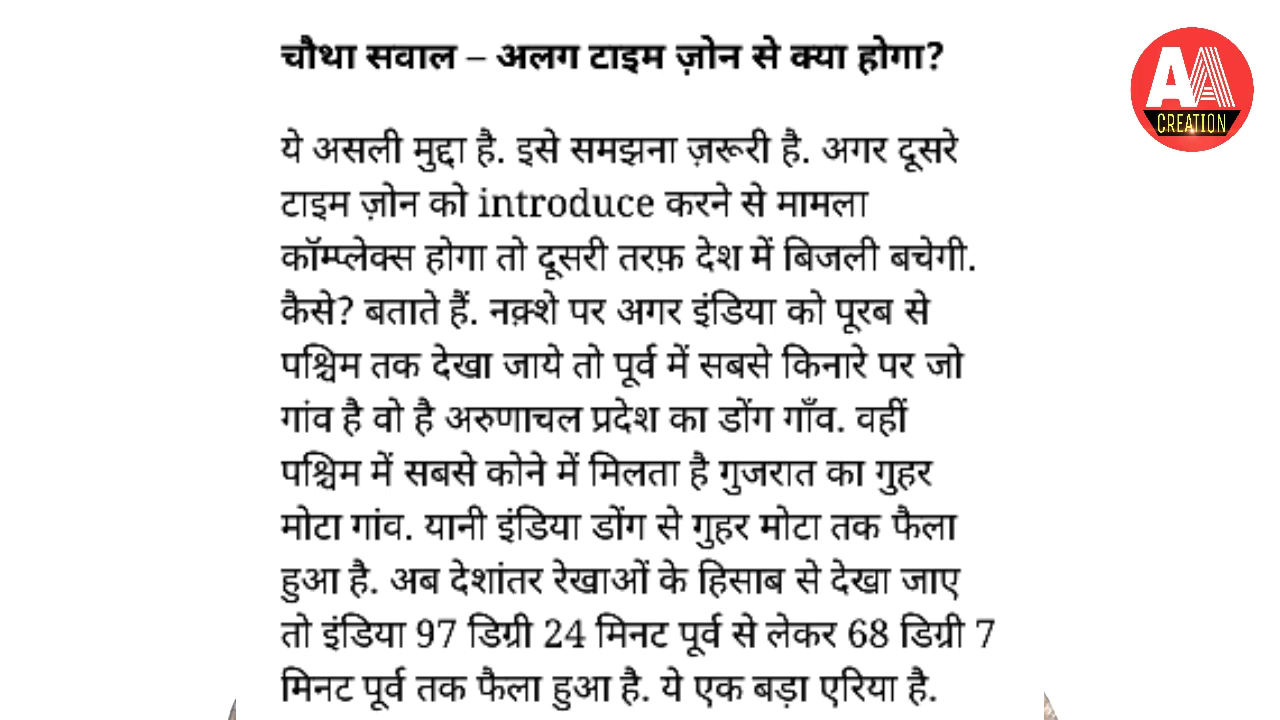 चौथा सवाल – अलग टाइम ज़ोन से क्या होगा?
ये असली मुद्दा है. इसे समझना ज़रूरी है. अगर दूसरे
टाइम ज़ोन को introduce करने से मामला
कॉम्प्लेक्स होगा तो दूसरी तरफ़ देश में बिजली बचेगी.
कैसे? बताते हैं. नक़्शे पर अगर इंडिया को पूरब से
पश्चिम तक देखा जाये तो पूर्व में सबसे किनारे पर जो
गांव है वो है अरुणाचल प्रदेश का डोंग गाँव. वहीं
पश्चिम में सबसे कोने में मिलता है गुजरात का गुहर
मोटा गांव. यानी इंडिया डोंग से गुहर मोटा तक फैला
हुआ है. अब देशांतर रेखाओं के हिसाब से देखा जाए
तो इंडिया 97 डिग्री 24 मिनट पूर्व से लेकर 68 डिग्री 7
मिनट पूर्व तक फैला हुआ है. ये एक बड़ा एरिया है.
AA
CREATION